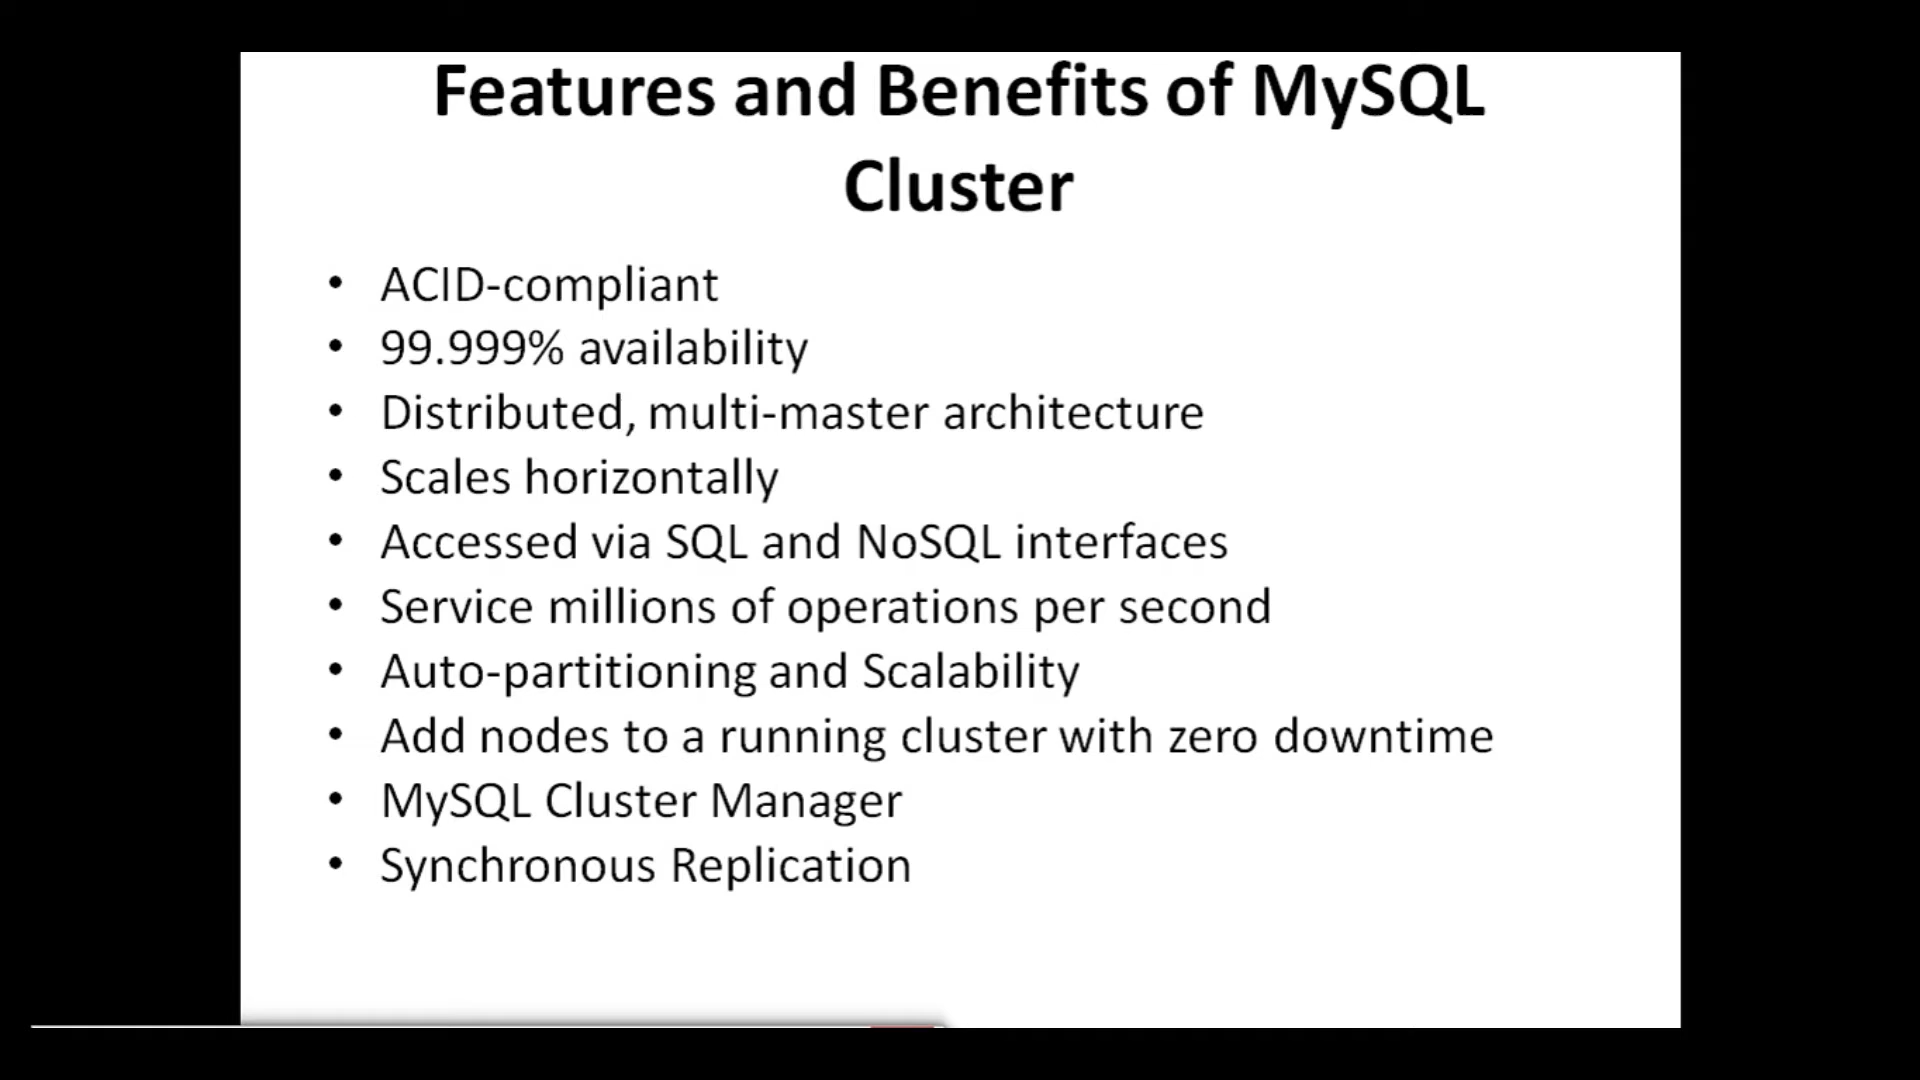 Features and Benefits of MySQL
Cluster
• ACID-compliant
• 99.999% availability
• Distributed, multi-master architecture
• Scales horizontally
• Accessed via SQL and NoSQL interfaces
• Service millions of operations per second
• Auto-partitioning and Scalability
• Add nodes to a running cluster with zero downtime
• MySQL Cluster Manager
• Synchronous Replication